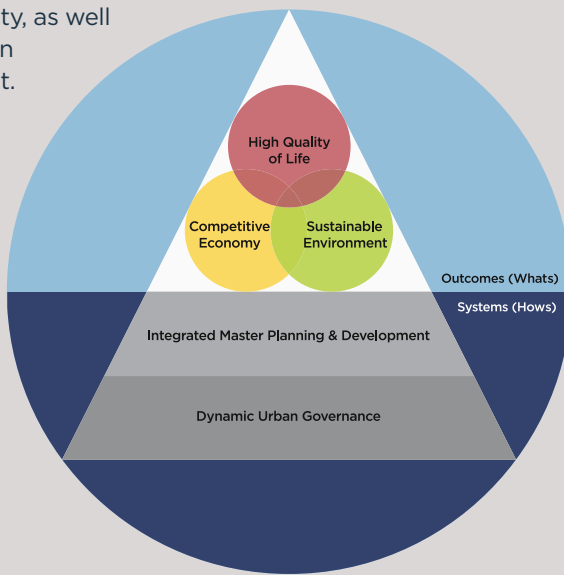 ty, as well
n
t.
High Quality
of Life
Competitive
Economy
Sustainable
Environment
Outcomes (Whats)
Systems (Hows)
Integrated Master Planning & Development
Dynamic Urban Governance